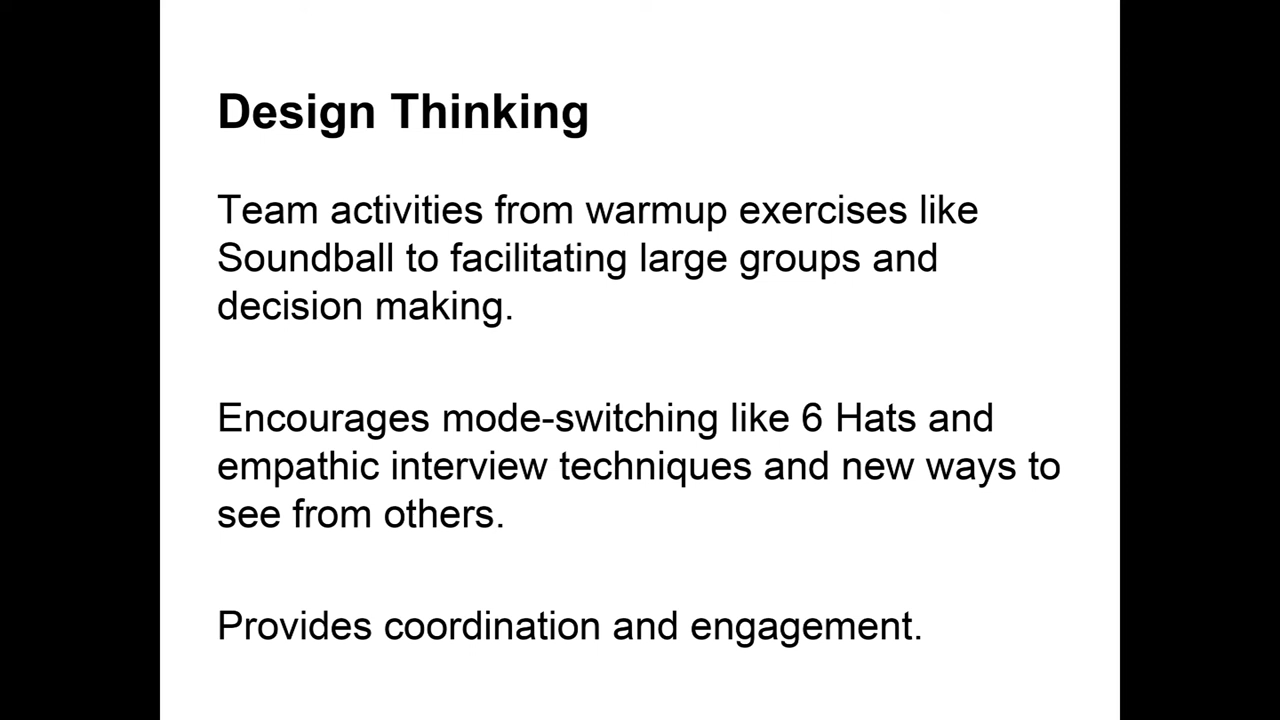 Design Thinking
Team activities from warmup exercises like
Soundball to facilitating large groups and
decision making.
Encourages mode-switching like 6 Hats and
empathic interview techniques and new ways to
see from others.
Provides coordination and engagement.